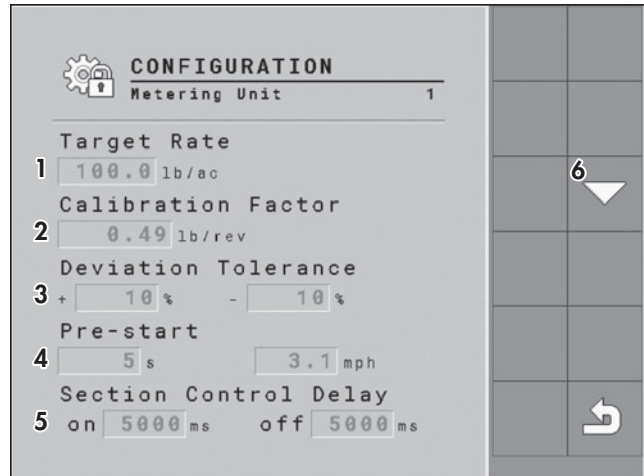 CONFIGURATION
Metering Unit 1
Target Rate
1 100.0 lb/ac 6
Calibration Factor
2 0.49 lb/rev
Deviation Tolerance
3 + 10 % - 10 %
Pre-start
4 5 s 3.1 mph
Section Control Delay
5 on 5000 ms off 5000 ms